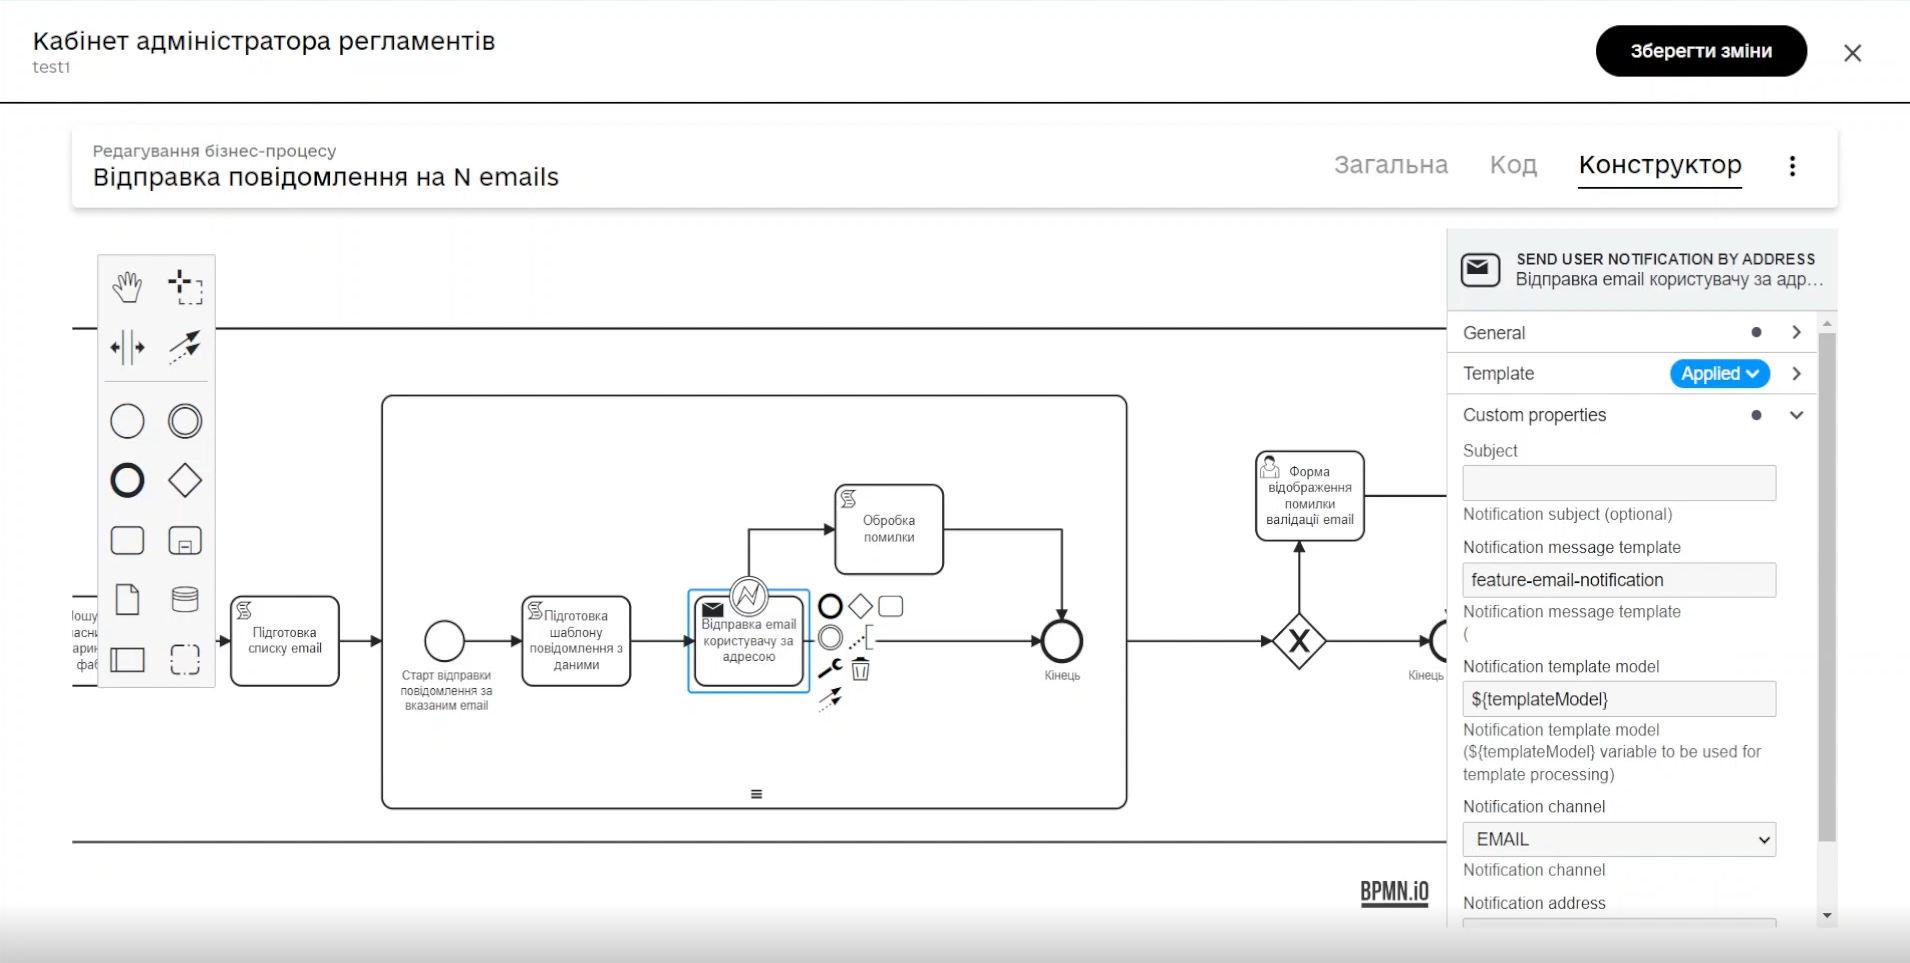 Кабінет адміністратора регламентів
test1
Зберегти зміни
Редагування бізнес-процесу
Відправка повідомлення на N emails
Загальна
Код
Конструктор
Підготовка
списку email
Старт відправки
повідомлення за
вказаним email
Підготовка
шаблону
повідомлення з
даними
Відправка email
користувачу за
адресою
Обробка
помилки
Кінець
Форма
відображення
помилки
валідації email
X
Кінець
BPMN.iO
SEND USER NOTIFICATION BY ADDRESS
Відправка email користувачу за адр...
General
Template
Applied
Custom properties
Subject
Notification subject (optional)
Notification message template
feature-email-notification
Notification message template
(
Notification template model
${templateModel}
Notification template model
(${templateModel} variable to be used for
template processing)
Notification channel
EMAIL
Notification channel
Notification address